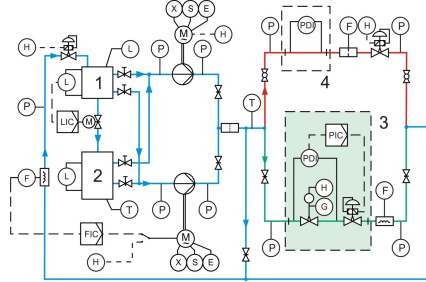 X S E
H M H
PDI F H
L P P
4
L 1
P
LIC M
T
3
PIC
PDI
2 L
F
H
G
F
T
P P
FIC
P P
M
H
X S E